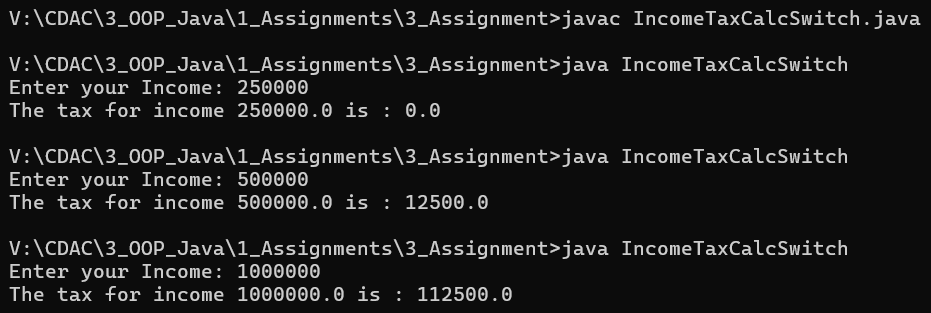 V:\CDAC\3_OOP_Java\1_Assignments\3_Assignment>javac IncomeTaxCalcSwitch.java
V:\CDAC\3_OOP_Java\1_Assignments\3_Assignment>java IncomeTaxCalcSwitch
Enter your Income: 250000
The tax for income 250000.0 is : 0.0
V:\CDAC\3_OOP_Java\1_Assignments\3_Assignment>java IncomeTaxCalcSwitch
Enter your Income: 500000
The tax for income 500000.0 is : 12500.0
V:\CDAC\3_OOP_Java\1_Assignments\3_Assignment>java IncomeTaxCalcSwitch
Enter your Income: 1000000
The tax for income 1000000.0 is : 112500.0